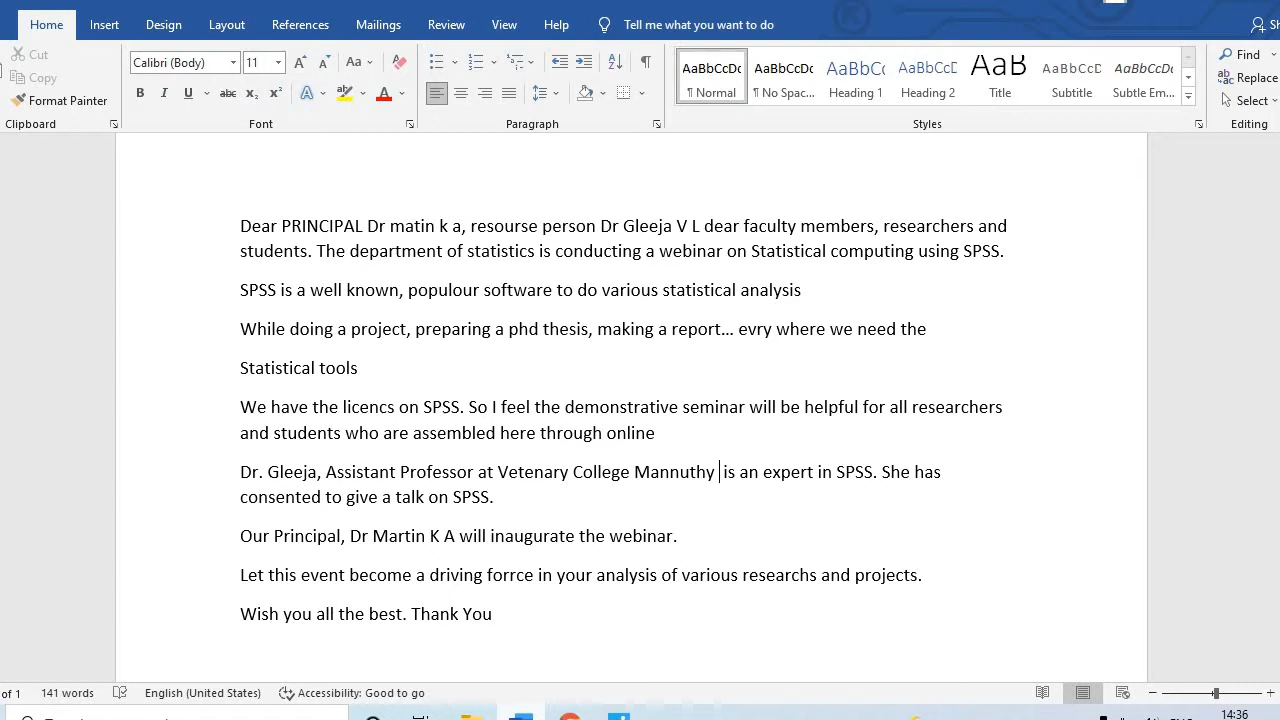 Home Insert Design Layout References Mailings Review View Help Tell me what you want to do
Cut
Copy
Format Painter
Clipboard
Calibri (Body) 11
Font
Paragraph
AaBbCcDc AaBbCcDc AaBbCc AaBbCcD AaB AaBbCcD AaBbCcDc
¶ Normal ¶ No Spac... Heading 1 Heading 2 Title Subtitle Subtle Em...
Styles
Find
Replace
Select
Editing
Dear PRINCIPAL Dr matin k a, resourse person Dr Gleeja V L dear faculty members, researchers and
students. The department of statistics is conducting a webinar on Statistical computing using SPSS.
SPSS is a well known, populour software to do various statistical analysis
While doing a project, preparing a phd thesis, making a report... evry where we need the
Statistical tools
We have the licencs on SPSS. So I feel the demonstrative seminar will be helpful for all researchers
and students who are assembled here through online
Dr. Gleeja, Assistant Professor at Vetenary College Mannuthy is an expert in SPSS. She has
consented to give a talk on SPSS.
Our Principal, Dr Martin K A will inaugurate the webinar.
Let this event become a driving forrce in your analysis of various researchs and projects.
Wish you all the best. Thank You
of 1 141 words English (United States) Accessibility: Good to go
14:36